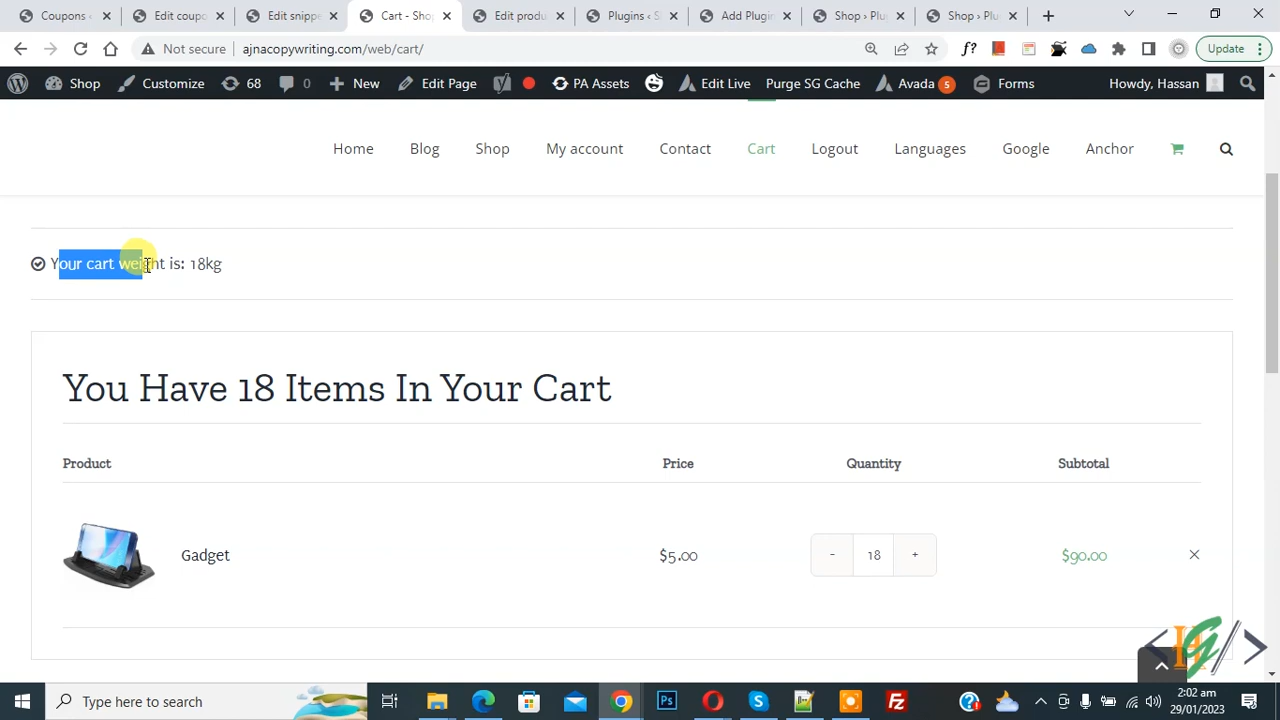 Coupons ‹
Edit coupo
Edit snippe
Cart - Shop
Edit produ
Plugins ‹ S
Add Plugin
Shop › Plu
Shop › Plu
Not secure
ajnacopywriting.com/web/cart/
Update
Shop
Customize
68
0
New
Edit Page
PA Assets
Edit Live
Purge SG Cache
Avada 5
Forms
Howdy, Hassan
Home
Blog
Shop
My account
Contact
Cart
Logout
Languages
Google
Anchor
Your cart weight is: 18kg
You Have 18 Items In Your Cart
Product
Price
Quantity
Subtotal
Gadget
$5.00
- 18 +
$90.00
Type here to search
2:02 am
29/01/2023